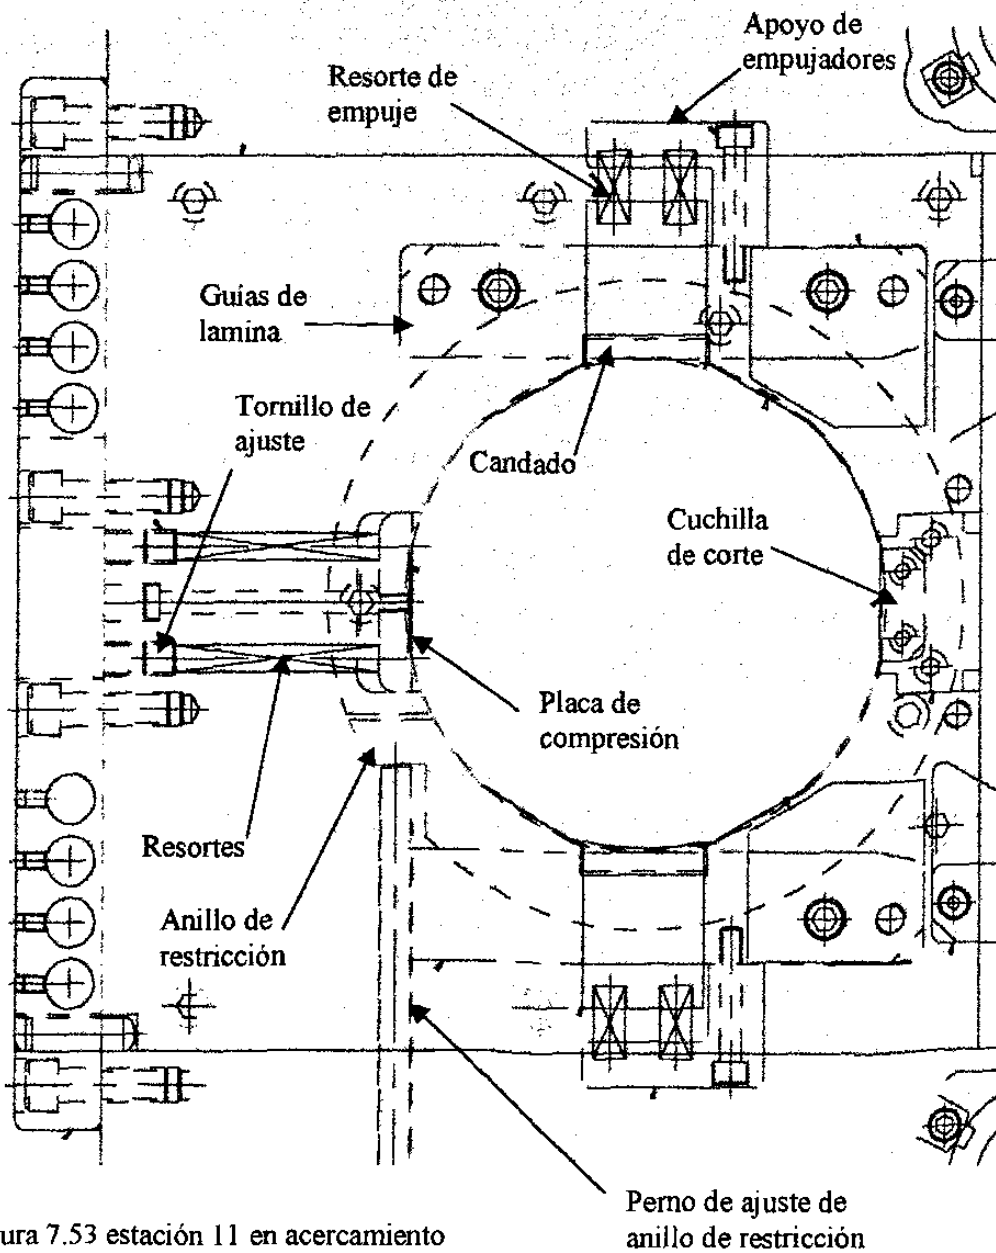 Apoyo de
empujadores
Resorte de
empuje
Guías de
lamina
Tornillo de
ajuste
Candado
Cuchilla
de corte
Placa de
compresión
Resortes
Anillo de
restricción
Perno de ajuste de
anillo de restricción
ura 7.53 estación 11 en acercamiento